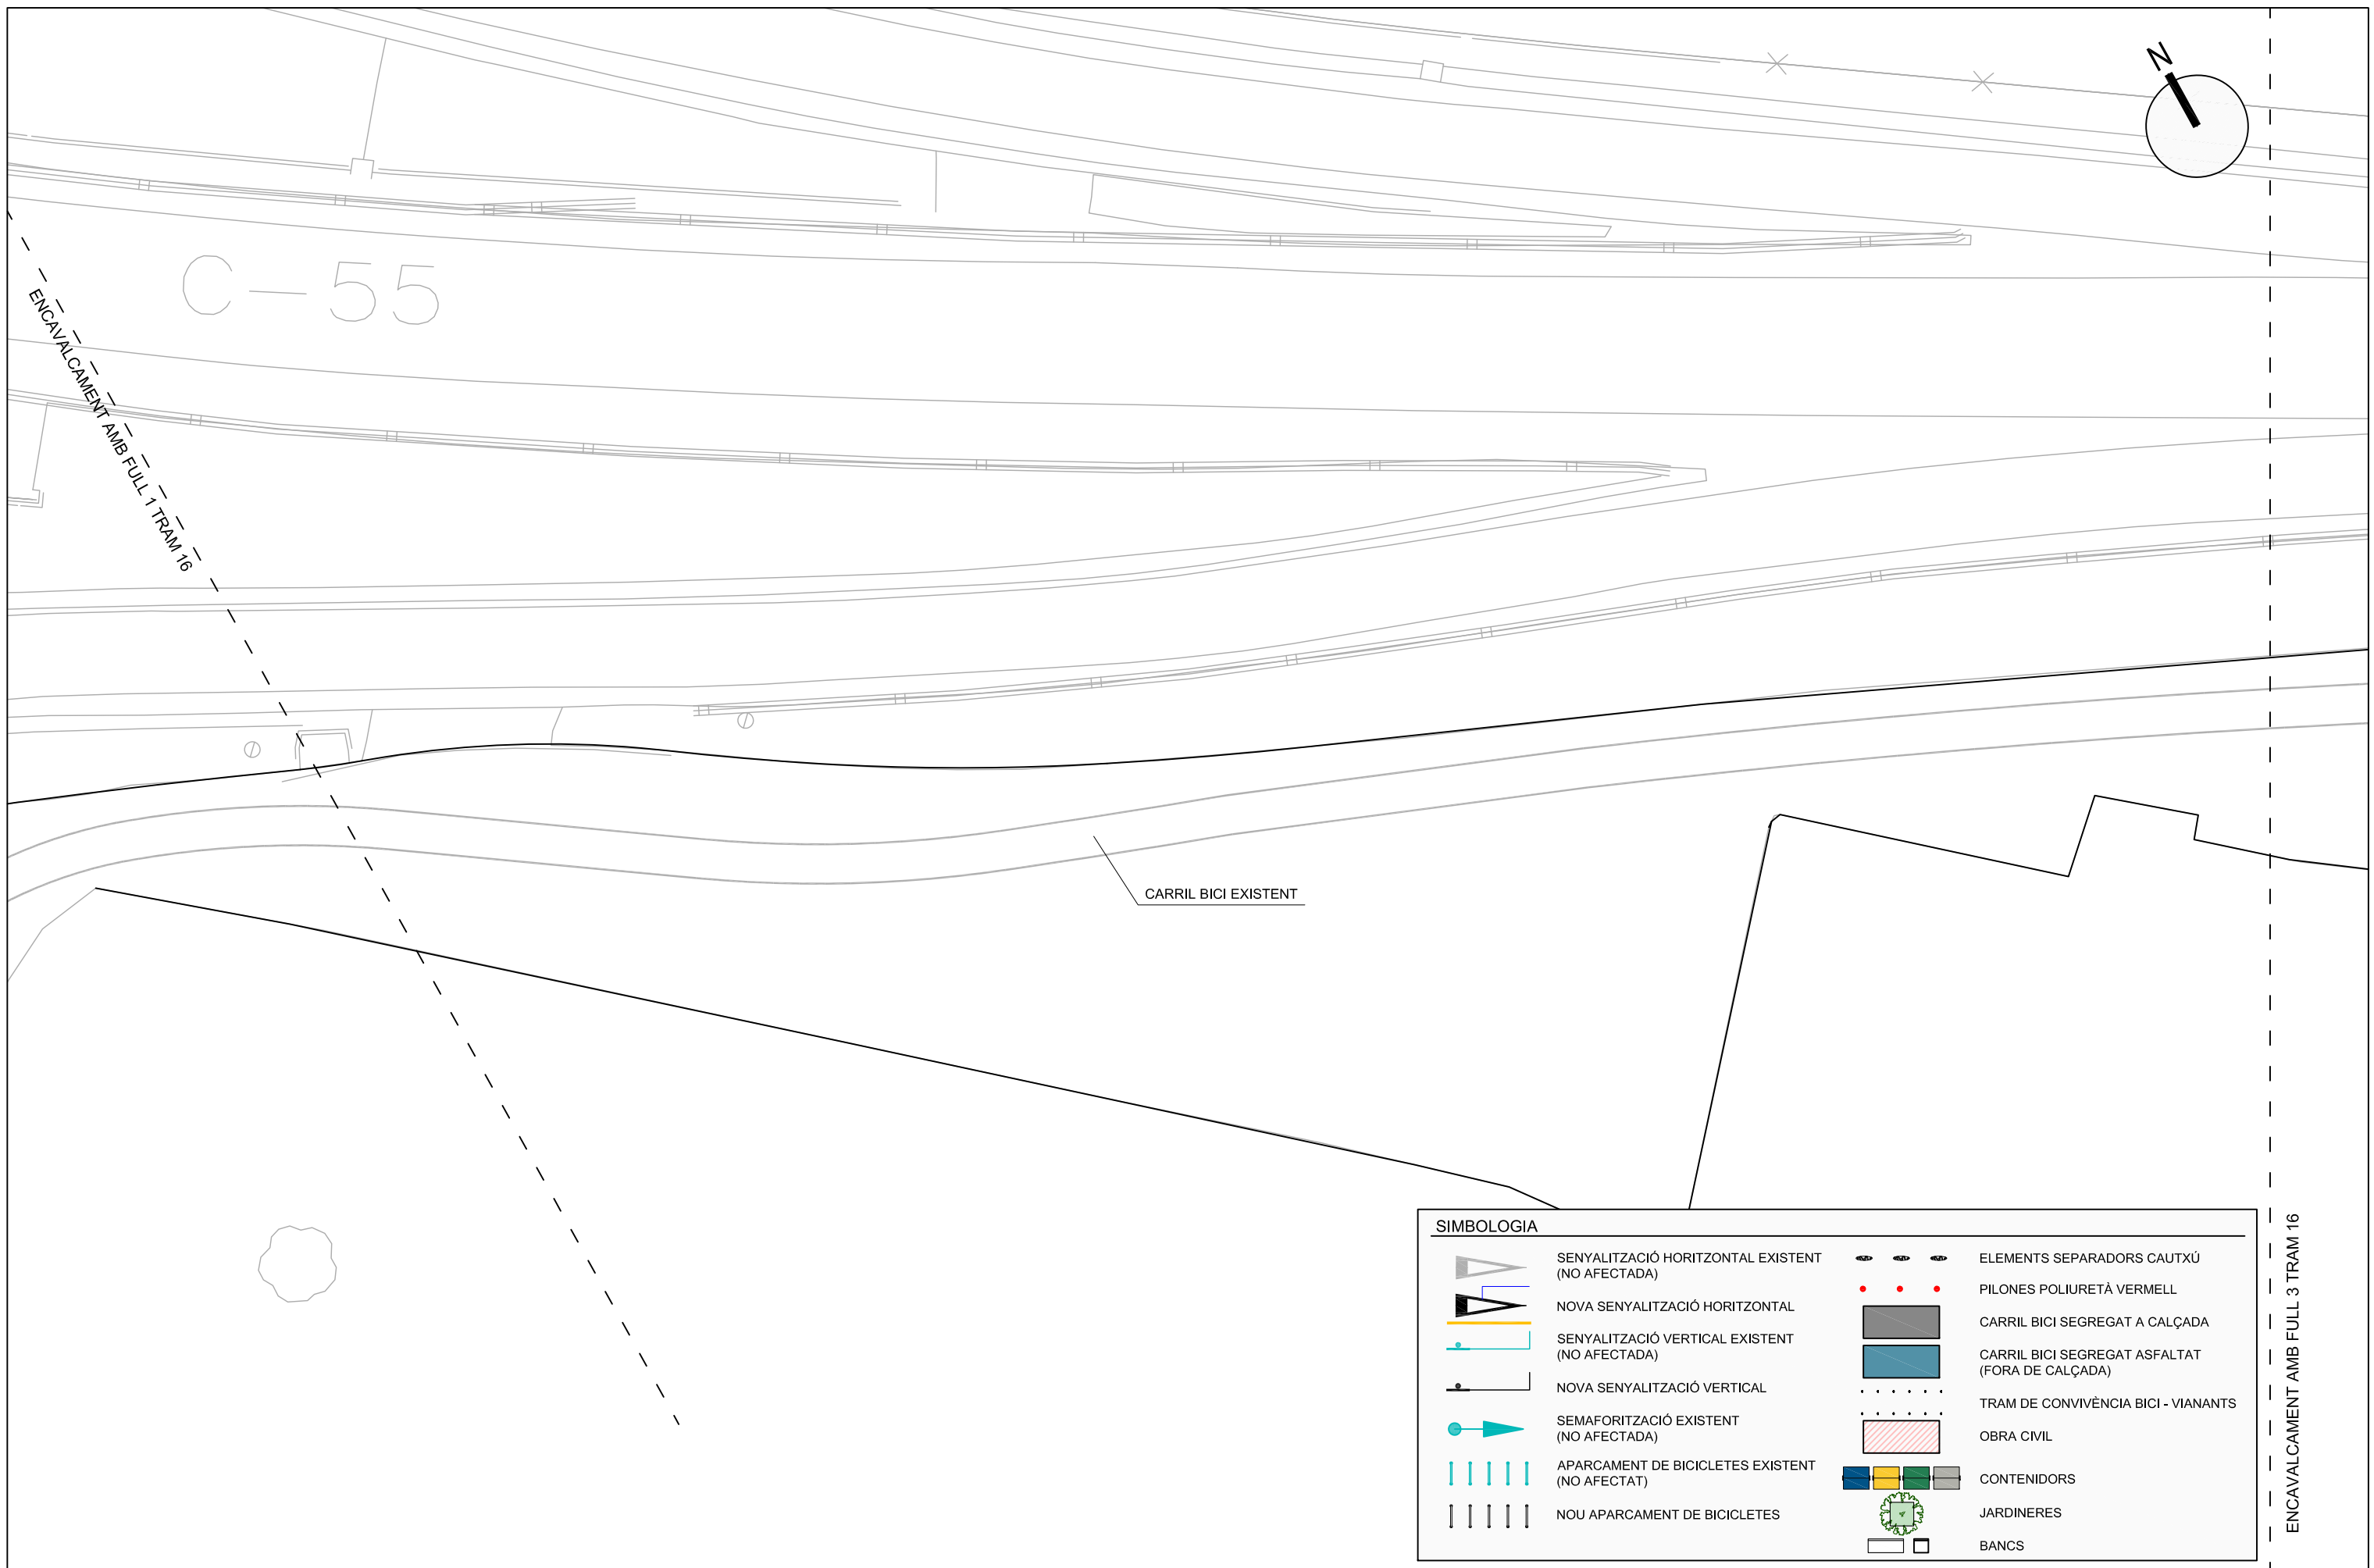 N
C-55
ENCAVALCAMENT AMB FULL 1 TRAM 16
CARRIL BICI EXISTENT
SIMBOLOGIA
SENYALITZACIÓ HORITZONTAL EXISTENT
(NO AFECTADA)
NOVA SENYALITZACIÓ HORITZONTAL
SENYALITZACIÓ VERTICAL EXISTENT
(NO AFECTADA)
NOVA SENYALITZACIÓ VERTICAL
SEMAFORITZACIÓ EXISTENT
(NO AFECTADA)
APARCAMENT DE BICICLETES EXISTENT
(NO AFECTAT)
NOU APARCAMENT DE BICICLETES
ELEMENTS SEPARADORS CAUTXÚ
PILONES POLIURETÀ VERMELL
CARRIL BICI SEGREGAT A CALÇADA
CARRIL BICI SEGREGAT ASFALTAT
(FORA DE CALÇADA)
TRAM DE CONVIVÈNCIA BICI - VIANANTS
OBRA CIVIL
CONTENIDORS
JARDINERES
BANCS
ENCAVALCAMENT AMB FULL 3 TRAM 16